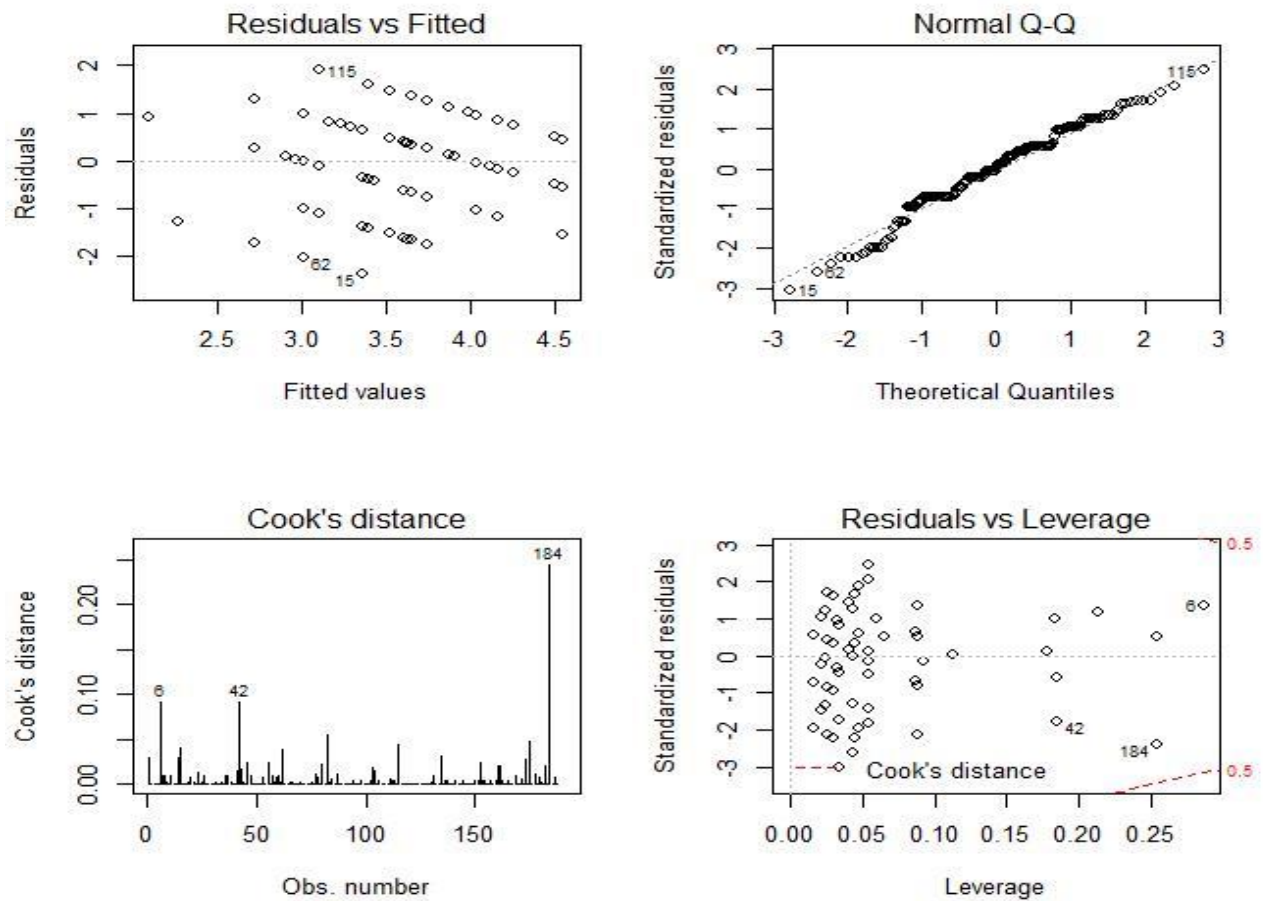 Residuals vs Fitted
Residuals
2
1
0
-1
-2
115
62
15
2.5 3.0 3.5 4.0 4.5
Fitted values
Normal Q-Q
Standardized residuals
3
2
1
0
-1
-2
-3
115
62
15
-3 -2 -1 0 1 2 3
Theoretical Quantiles
Cook's distance
Cook's distance
0.20
0.10
0.00
184
6
42
0 50 100 150
Obs. number
Residuals vs Leverage
Standardized residuals
3
2
1
0
-1
-2
-3
0.5
6
42
184
Cook's distance
0.5
0.00 0.05 0.10 0.15 0.20 0.25
Leverage